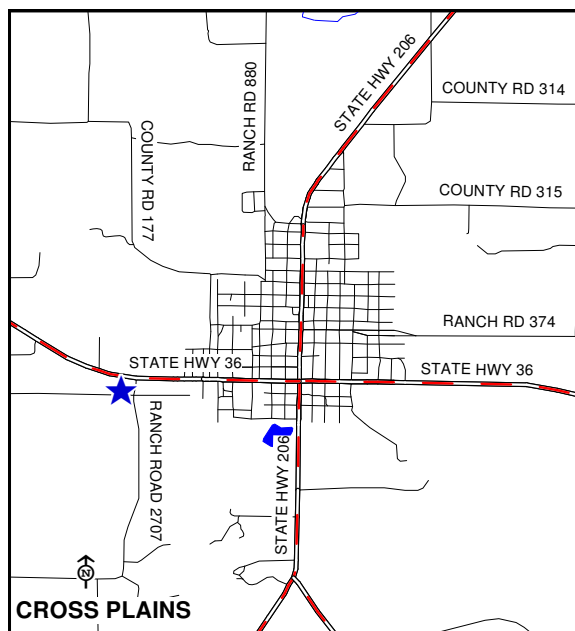 STATE HWY 206
COUNTY RD 314
RANCH RD 880
COUNTY RD 177
COUNTY RD 315
RANCH RD 374
STATE HWY 36
STATE HWY 36
RANCH ROAD 2707
STATE HWY 206
N
CROSS PLAINS